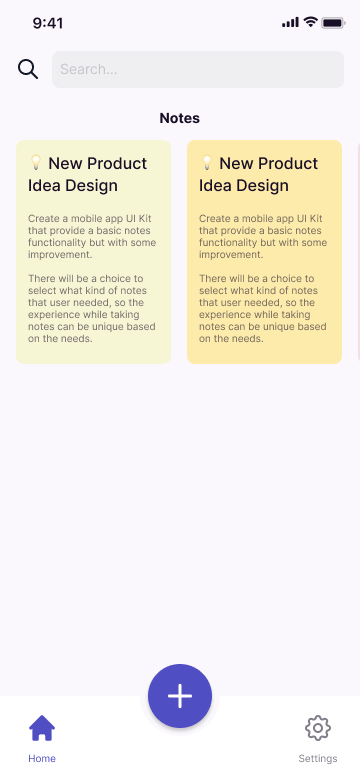 9:41
Search...
Notes
💡 New Product
Idea Design
Create a mobile app UI Kit
that provide a basic notes
functionality but with some
improvement.
There will be a choice to
select what kind of notes
that user needed, so the
experience while taking
notes can be unique based
on the needs.
💡 New Product
Idea Design
Create a mobile app UI Kit
that provide a basic notes
functionality but with some
improvement.
There will be a choice to
select what kind of notes
that user needed, so the
experience while taking
notes can be unique based
on the needs.
Home
Settings